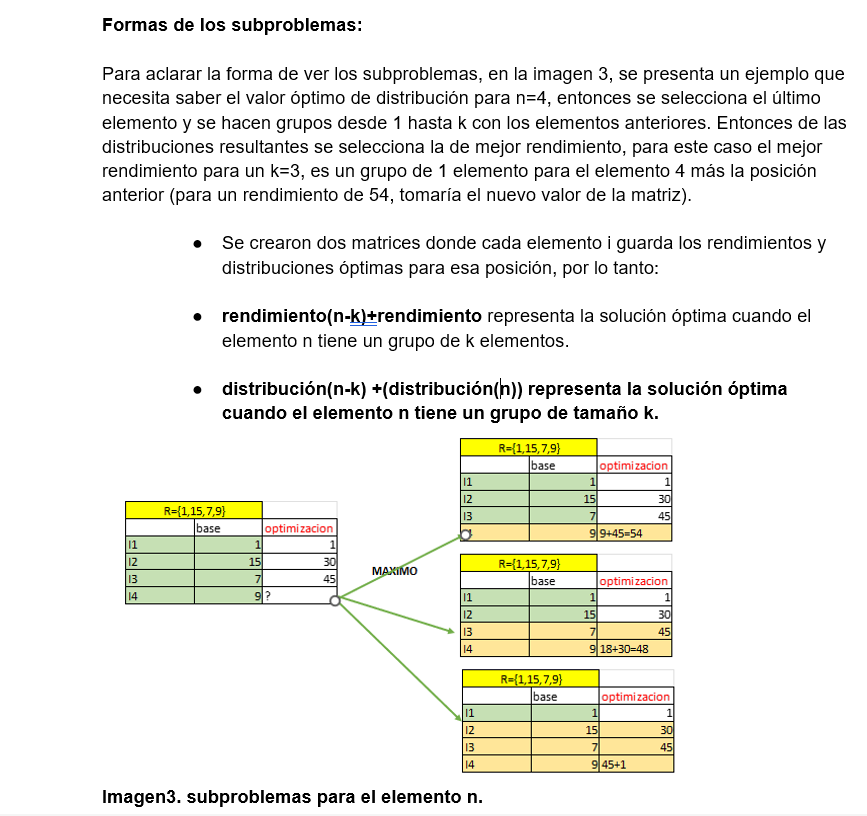 Formas de los subproblemas:
Para aclarar la forma de ver los subproblemas, en la imagen 3, se presenta un ejemplo que
necesita saber el valor óptimo de distribución para n=4, entonces se selecciona el último
elemento y se hacen grupos desde 1 hasta k con los elementos anteriores. Entonces de las
distribuciones resultantes se selecciona la de mejor rendimiento, para este caso el mejor
rendimiento para un k=3, es un grupo de 1 elemento para el elemento 4 más la posición
anterior (para un rendimiento de 54, tomaría el nuevo valor de la matriz).
● Se crearon dos matrices donde cada elemento i guarda los rendimientos y
distribuciones óptimas para esa posición, por lo tanto:
● rendimiento(n-k)+rendimiento representa la solución óptima cuando el
elemento n tiene un grupo de k elementos.
● distribución(n-k) +(distribución(n)) representa la solución óptima
cuando el elemento n tiene un grupo de tamaño k.
R={1,15,7,9}
base optimizacion
I1 1 1
I2 15 30
I3 7 45
I4 9 ?
MAXIMO
R={1,15,7,9}
base optimizacion
I1 1 1
I2 15 30
I3 7 45
9 9+45=54
R={1,15,7,9}
base optimizacion
I1 1 1
I2 15 30
I3 7 45
I4 9 18+30=48
R={1,15,7,9}
base optimizacion
I1 1 1
I2 15 30
I3 7 45
I4 9 45+1
Imagen3. subproblemas para el elemento n.